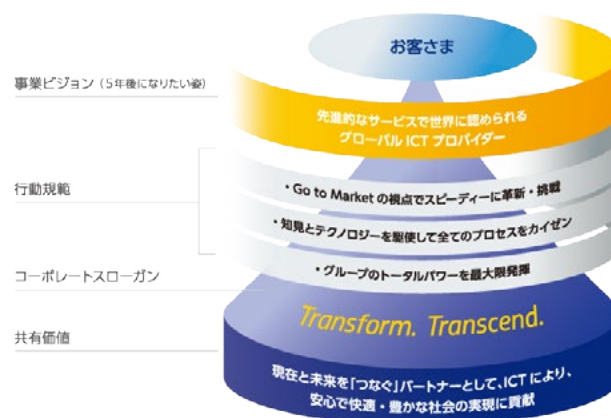 お客さま
事業ビジョン（5年後になりたい姿）
先進的なサービスで世界に認められる
グローバル ICT プロバイダー
行動規範
・Go to Market の視点でスピーディーに革新・挑戦
・知見とテクノロジーを駆使して全てのプロセスをカイゼン
・グループのトータルパワーを最大限発揮
コーポレートスローガン
Transform. Transcend.
共有価値
現在と未来を「つなぐ」パートナーとして、ICT により、
安心で快適・豊かな社会の実現に貢献